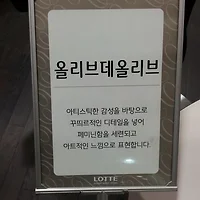 올리브데올리브
아티스틱한 감성을 바탕으로
꾸띄르적인 디테일을 넣어
페미닌함을 세련되고
아트적인 느낌으로 표현합니다.
LOTTE